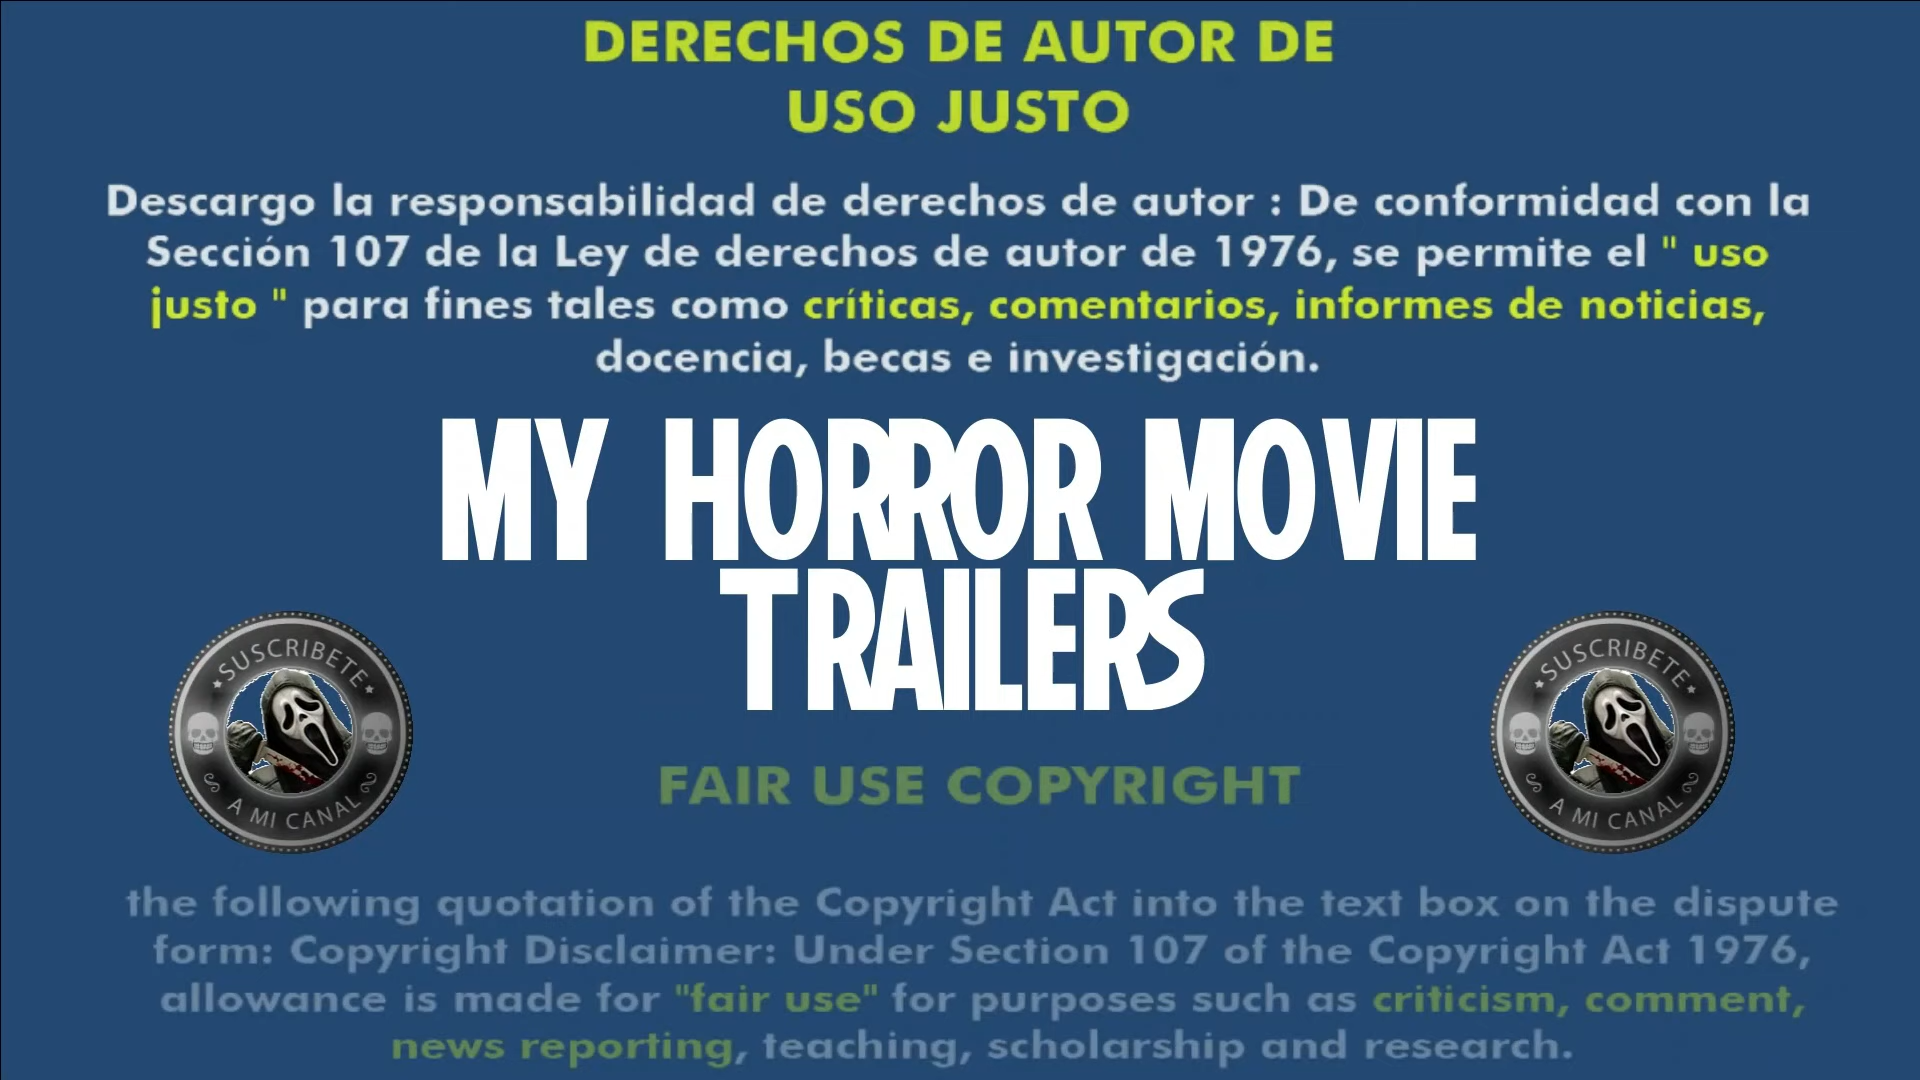 DERECHOS DE AUTOR DE
USO JUSTO
Descargo la responsabilidad de derechos de autor : De conformidad con la
Sección 107 de la Ley de derechos de autor de 1976, se permite el " uso
justo " para fines tales como críticas, comentarios, informes de noticias,
docencia, becas e investigación.
MY HORROR MOVIE
TRAILERS
SUSCRIBETE
A MI CANAL
SUSCRIBETE
A MI CANAL
FAIR USE COPYRIGHT
the following quotation of the Copyright Act into the text box on the dispute
form: Copyright Disclaimer: Under Section 107 of the Copyright Act 1976,
allowance is made for "fair use" for purposes such as criticism, comment,
news reporting, teaching, scholarship and research.